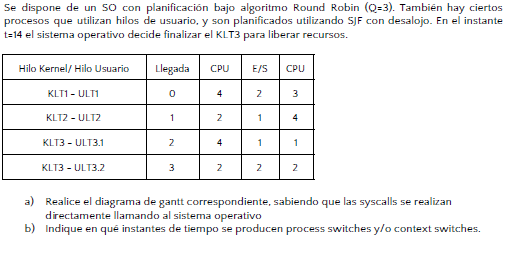 Se dispone de un SO con planificación bajo algoritmo Round Robin (Q=3). También hay ciertos
procesos que utilizan hilos de usuario, y son planificados utilizando SJF con desalojo. En el instante
t=14 el sistema operativo decide finalizar el KLT3 para liberar recursos.
Hilo Kernel/ Hilo Usuario Llegada CPU E/S CPU
KLT1 - ULT1 0 4 2 3
KLT2 - ULT2 1 2 1 4
KLT3 - ULT3.1 2 4 1 1
KLT3 - ULT3.2 3 2 2 2
a) Realice el diagrama de gantt correspondiente, sabiendo que las syscalls se realizan
directamente llamando al sistema operativo
b) Indique en qué instantes de tiempo se producen process switches y/o context switches.